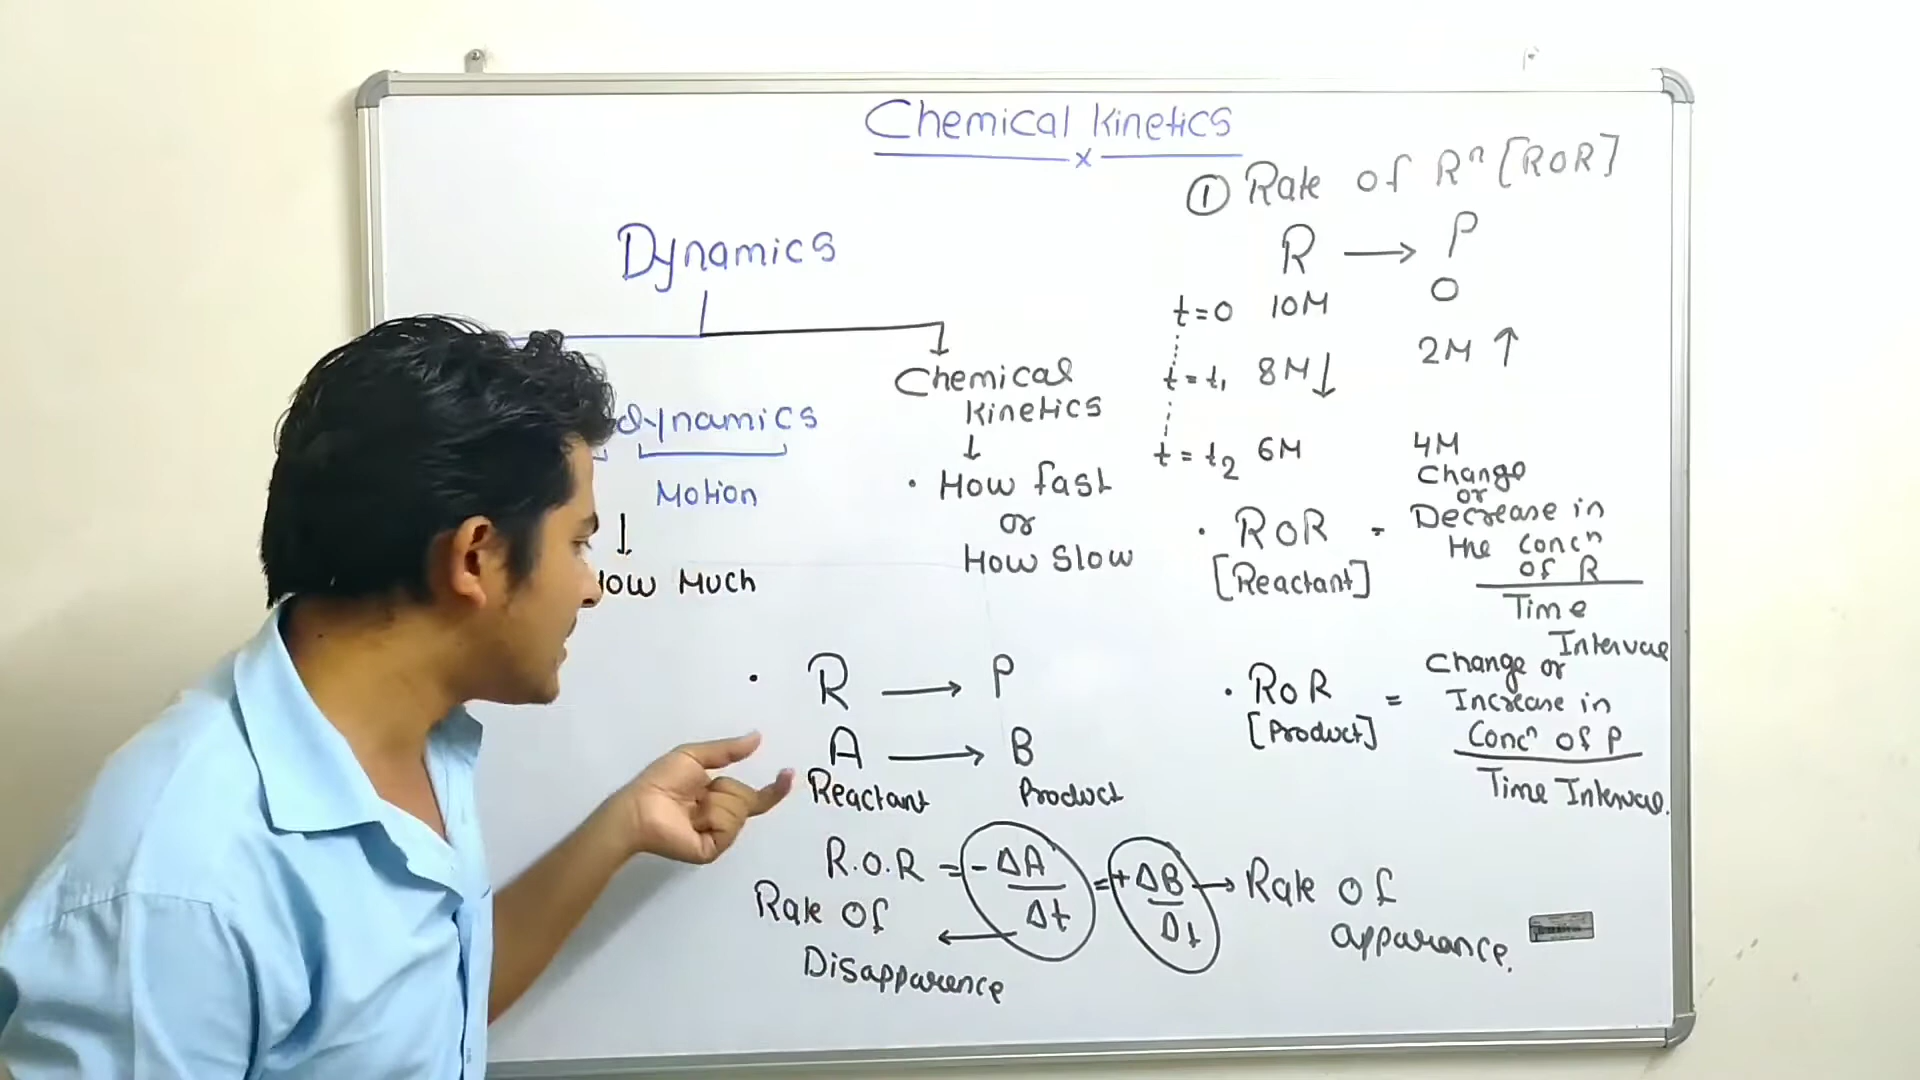 Chemical Kinetics
x
Dynamics
dynamics
Motion
How Much
Chemical
Kinetics
• How fast
or
How Slow
① Rate of Rⁿ [ROR]
R → P
t=0 10M 0
t=t₁ 8M↓ 2M ↑
t=t₂ 6M 4M
• ROR =
[Reactant]
Change
or
Decrease in
the concⁿ
of R
Time
Interval
• ROR =
[Product]
Change or
Increase in
Concⁿ of P
Time Interval.
• R → P
A → B
Reactant Product
R.O.R = -ΔA/Δt = +ΔB/Δt → Rate of
apparance.
Rate of
Disapparence